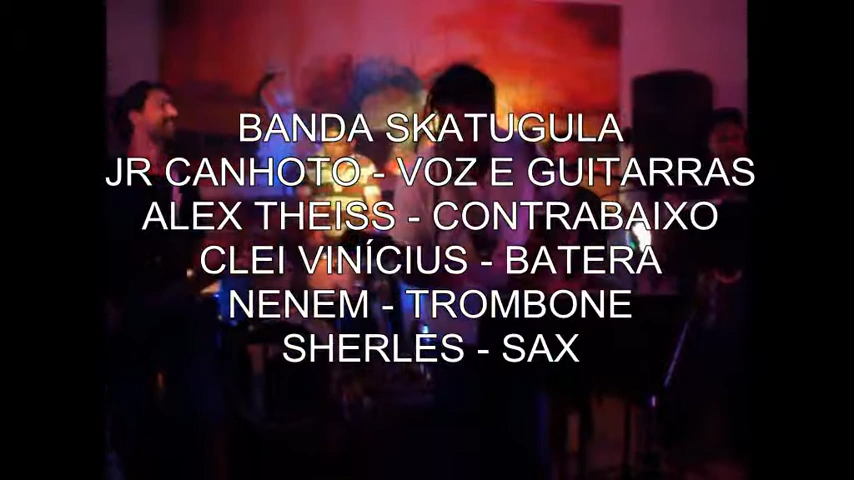 BANDA SKATUGULA
JR CANHOTO - VOZ E GUITARRAS
ALEX THEISS - CONTRABAIXO
CLEI VINÍCIUS - BATERA
NENEM - TROMBONE
SHERLES - SAX